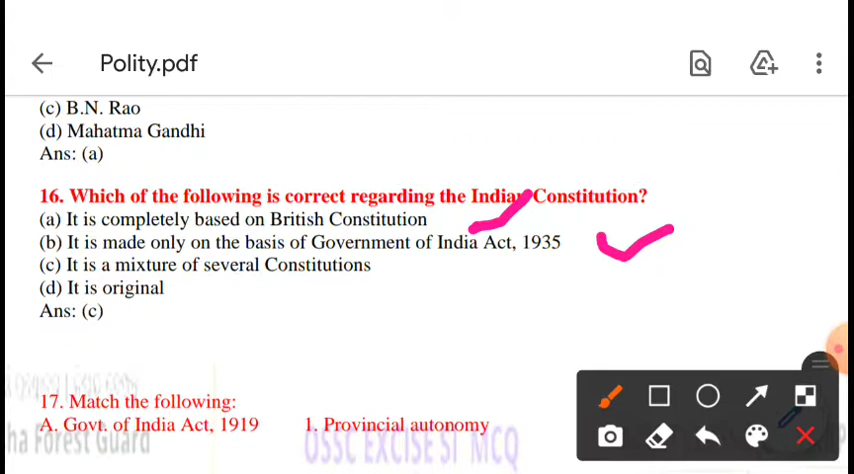 Polity.pdf
(c) B.N. Rao
(d) Mahatma Gandhi
Ans: (a)
16. Which of the following is correct regarding the Indian Constitution?
(a) It is completely based on British Constitution
(b) It is made only on the basis of Government of India Act, 1935
(c) It is a mixture of several Constitutions
(d) It is original
Ans: (c)
17. Match the following:
A. Govt. of India Act, 1919 1. Provincial autonomy
ha Forest Guard OSSC EXCISE SI MCQ